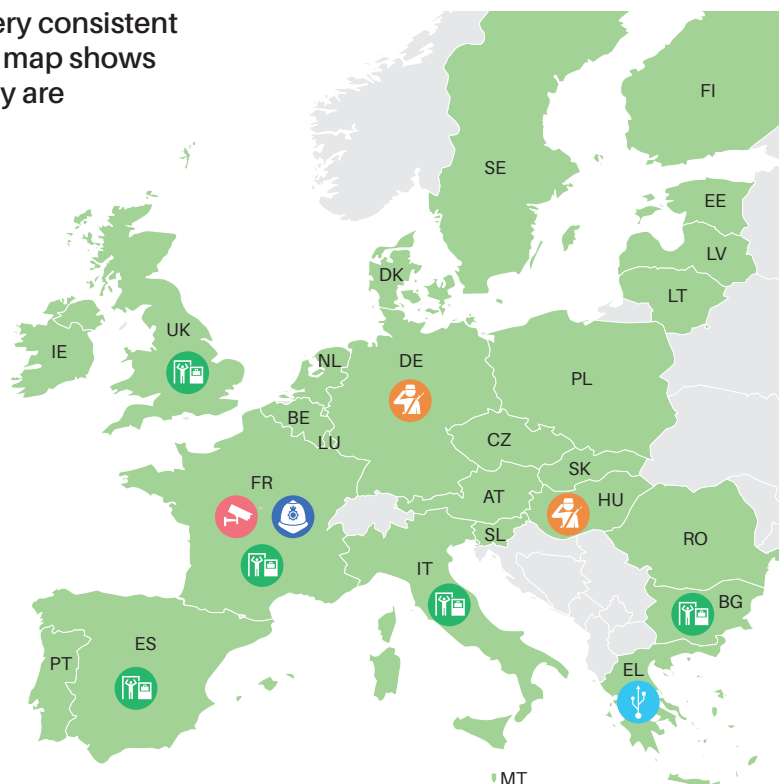 ery consistent
map shows
y are
FI
SE
EE
LV
DK
LT
UK
IE
NL
DE
PL
BE
CZ
LU
SK
FR
AT
HU
SL
RO
IT
BG
ES
PT
EL
MT